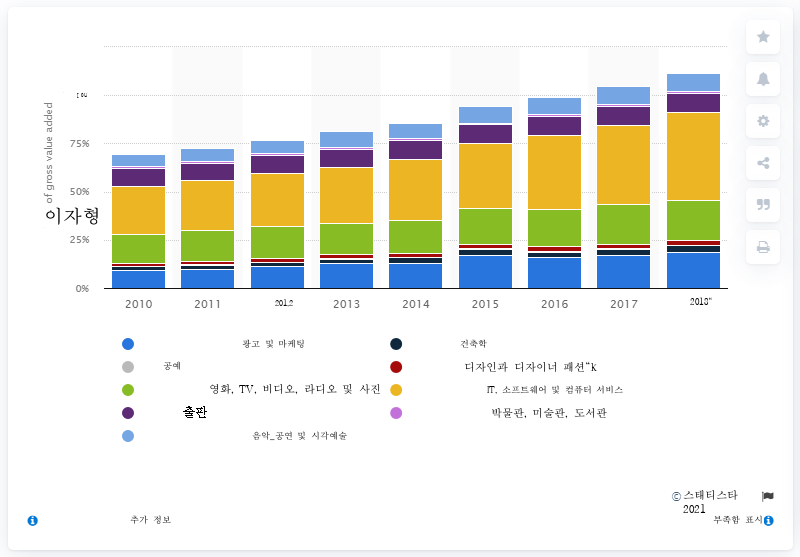 of gross value added
이자형
75%
50%
25%
0%
2010
2011
2012
2013
2014
2015
2016
2017
2018"
광고 및 마케팅
건축학
공예
디자인과 디자이너 패션"k
영화, TV, 비디오, 라디오 및 사진
IT, 소프트웨어 및 컴퓨터 서비스
출판
박물관, 미술관, 도서관
음악_공연 및 시각예술
© 스태티스타
2021
추가 정보
부족함 표시